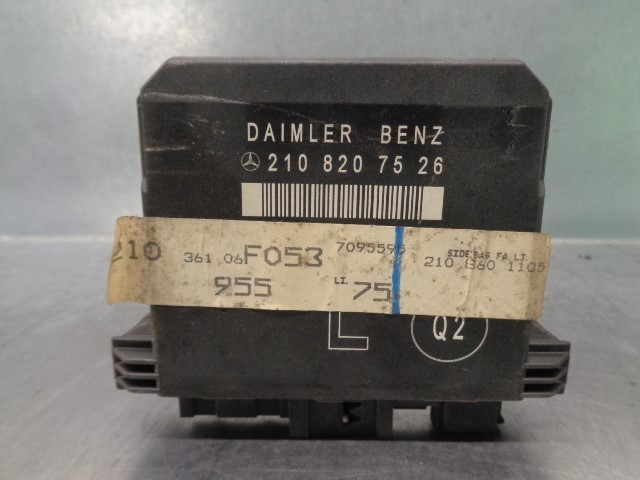 DAIMLER BENZ
210 820 75 26
210 361 06 F053 7095595 SIDEBAG FA. LI.
210 860 1105
955 LI. 75
L Q2